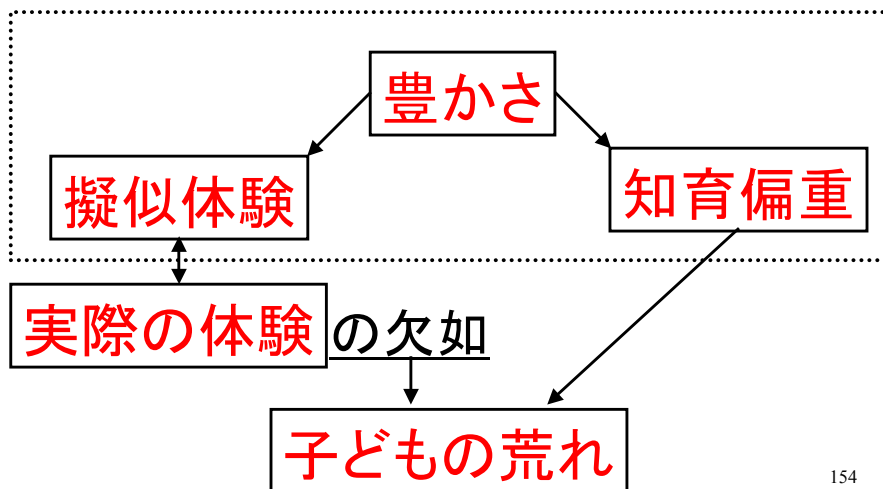 豊かさ
擬似体験
知育偏重
実際の体験の欠如
子どもの荒れ
154